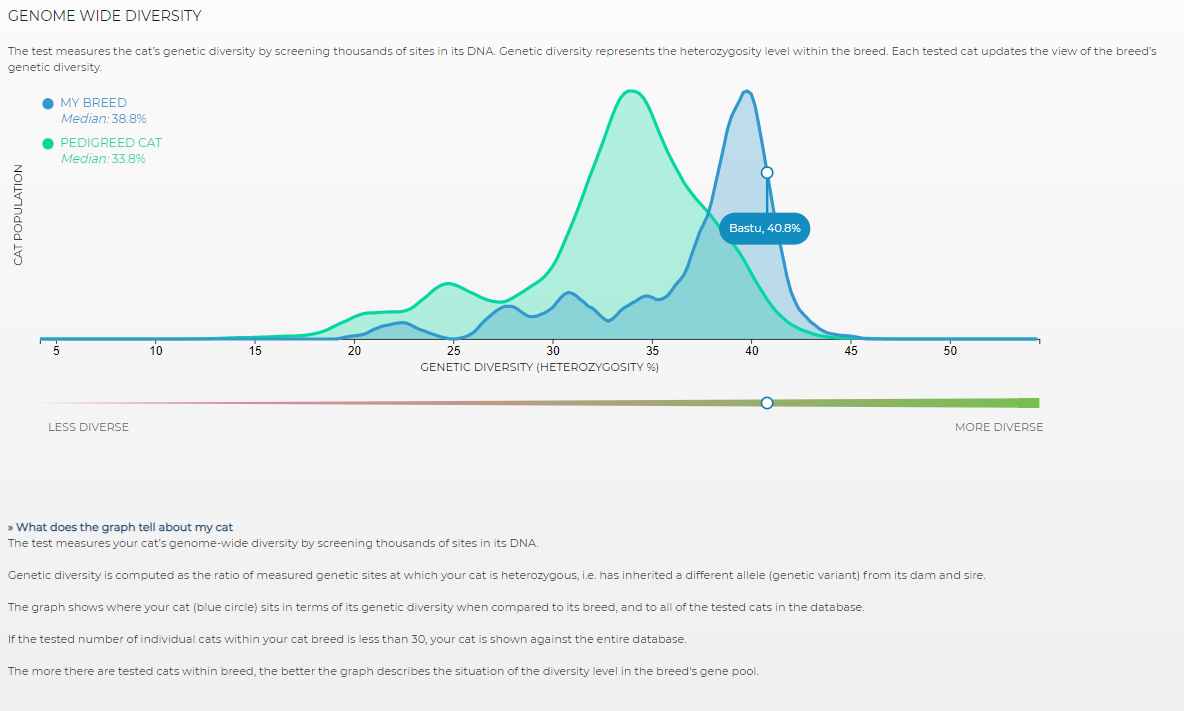 GENOME WIDE DIVERSITY
The test measures the cat's genetic diversity by screening thousands of sites in its DNA. Genetic diversity represents the heterozygosity level within the breed. Each tested cat updates the view of the breed's
genetic diversity.
MY BREED
Median: 38.8%
PEDIGREED CAT
Median: 33.8%
CAT POPULATION
Bastu, 40.8%
5 10 15 20 25 30 35 40 45 50
GENETIC DIVERSITY (HETEROZYGOSITY %)
LESS DIVERSE MORE DIVERSE
» What does the graph tell about my cat
The test measures your cat's genome-wide diversity by screening thousands of sites in its DNA.
Genetic diversity is computed as the ratio of measured genetic sites at which your cat is heterozygous, i.e. has inherited a different allele (genetic variant) from its dam and sire.
The graph shows where your cat (blue circle) sits in terms of its genetic diversity when compared to its breed, and to all of the tested cats in the database.
If the tested number of individual cats within your cat breed is less than 30, your cat is shown against the entire database.
The more there are tested cats within breed, the better the graph describes the situation of the diversity level in the breed's gene pool.